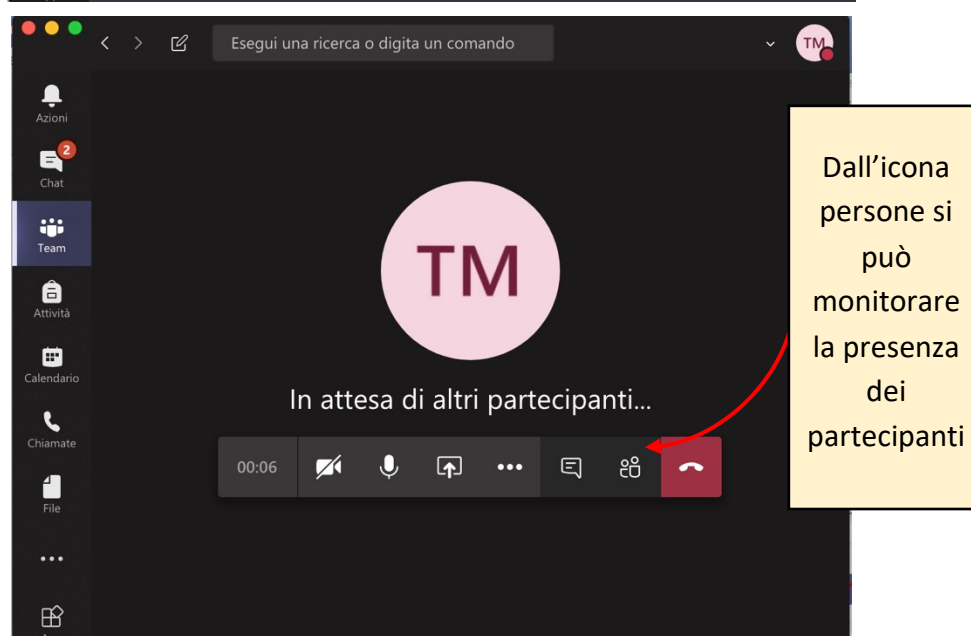 Esegui una ricerca o digita un comando
TM
Azioni
2
Chat
Team
Attività
Calendario
Chiamate
File
TM
In attesa di altri partecipanti...
00:06
Dall’icona
persone si
può
monitorare
la presenza
dei
partecipanti